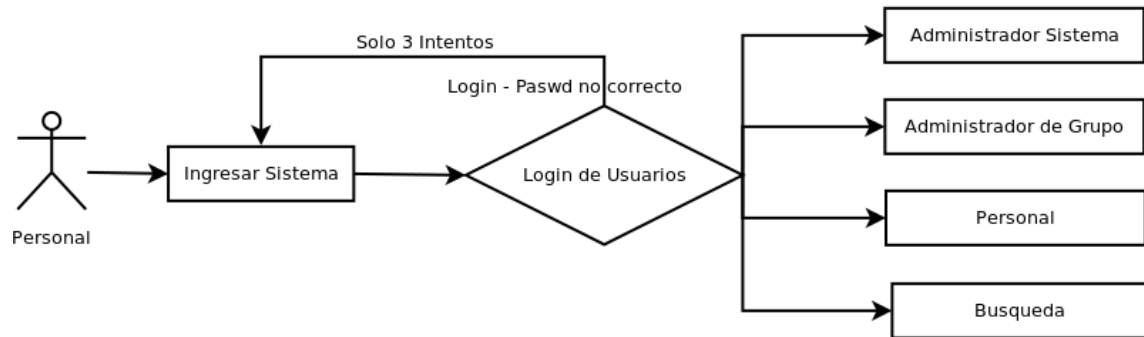 Solo 3 Intentos
Login - Paswd no correcto
Personal
Ingresar Sistema
Login de Usuarios
Administrador Sistema
Administrador de Grupo
Personal
Busqueda